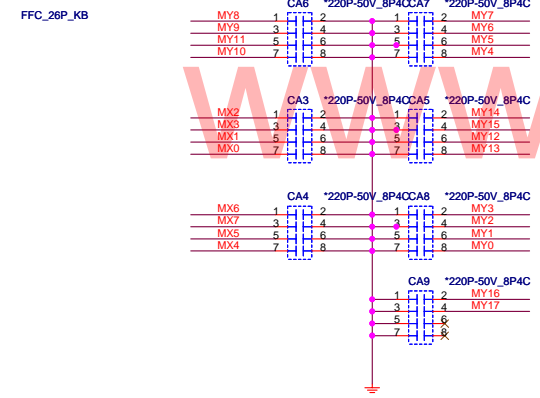 FFC_26P_KB
CA6 *220P-50V_8P4C CA7 *220P-50V_8P4C
MY8 1 2 1 2 MY7
MY9 3 4 3 4 MY6
MY11 5 6 5 6 MY5
MY10 7 8 7 8 MY4
WWW
CA3 *220P-50V_8P4C CA5 *220P-50V_8P4C
MX2 1 2 1 2 MY14
MX3 3 4 3 4 MY15
MX1 5 6 5 6 MY12
MX0 7 8 7 8 MY13
CA4 *220P-50V_8P4C CA8 *220P-50V_8P4C
MX6 1 2 1 2 MY3
MX7 3 4 3 4 MY2
MX5 5 6 5 6 MY1
MX4 7 8 7 8 MY0
CA9 *220P-50V_8P4C
1 2 MY16
3 4 MY17
5 6
7 8